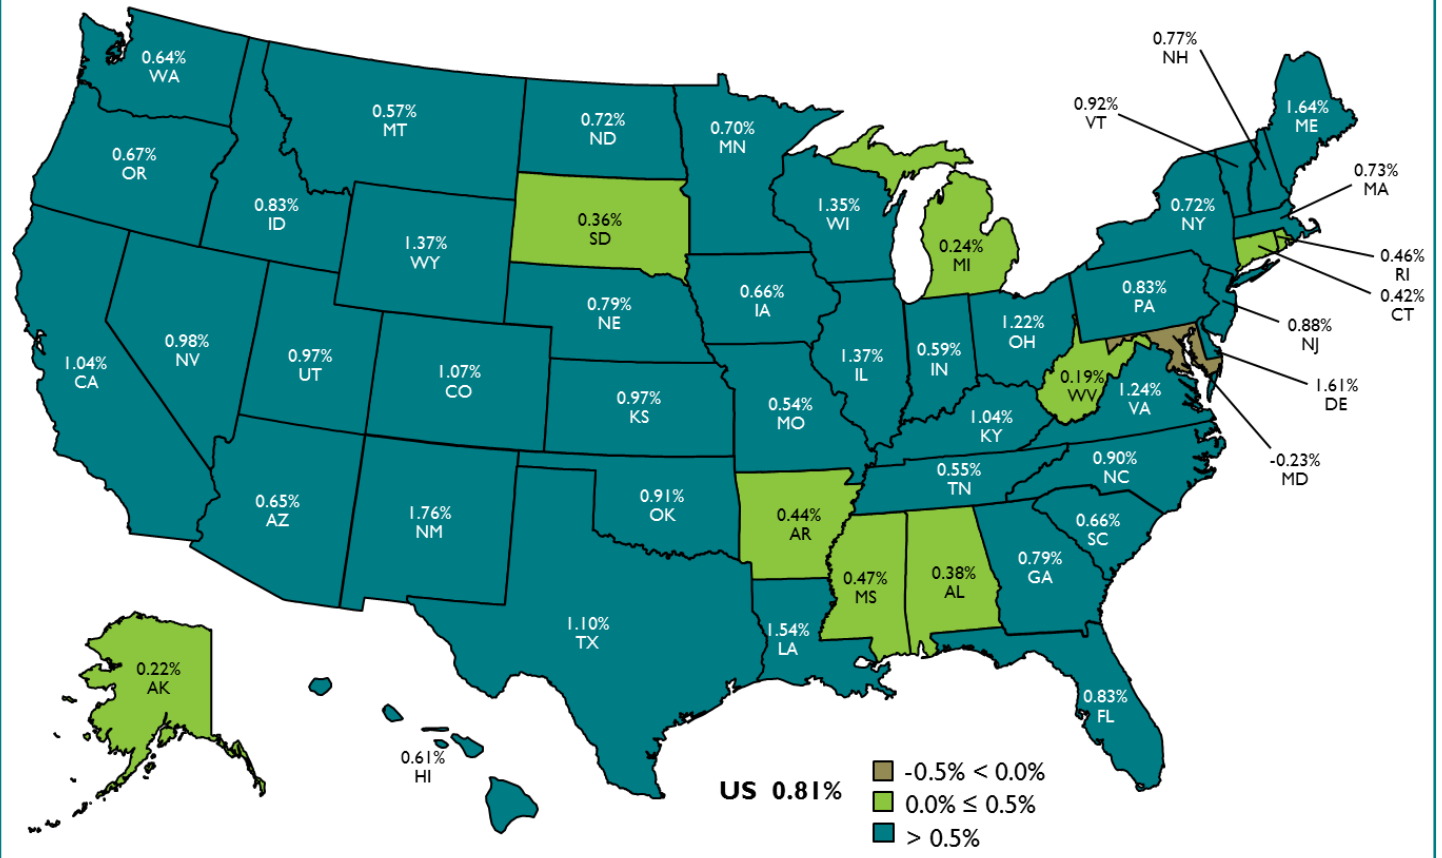 0.77%
NH
0.64%
WA
0.92%
VT
1.64%
ME
0.57%
MT
0.72%
ND
0.70%
MN
0.67%
OR
0.73%
MA
0.83%
ID
1.35%
WI
0.72%
NY
0.36%
SD
1.37%
WY
0.24%
MI
0.46%
RI
0.42%
CT
0.83%
PA
0.66%
IA
0.79%
NE
0.88%
NJ
1.22%
OH
0.98%
NV
0.97%
UT
1.04%
CA
1.07%
CO
1.37%
IL
0.59%
IN
0.19%
WV
1.24%
VA
1.61%
DE
0.97%
KS
0.54%
MO
1.04%
KY
-0.23%
MD
0.55%
TN
0.90%
NC
0.65%
AZ
1.76%
NM
0.91%
OK
0.44%
AR
0.66%
SC
0.47%
MS
0.38%
AL
0.79%
GA
1.10%
TX
1.54%
LA
0.22%
AK
0.83%
FL
0.61%
HI
US 0.81%
-0.5% < 0.0%
0.0% ≤ 0.5%
> 0.5%